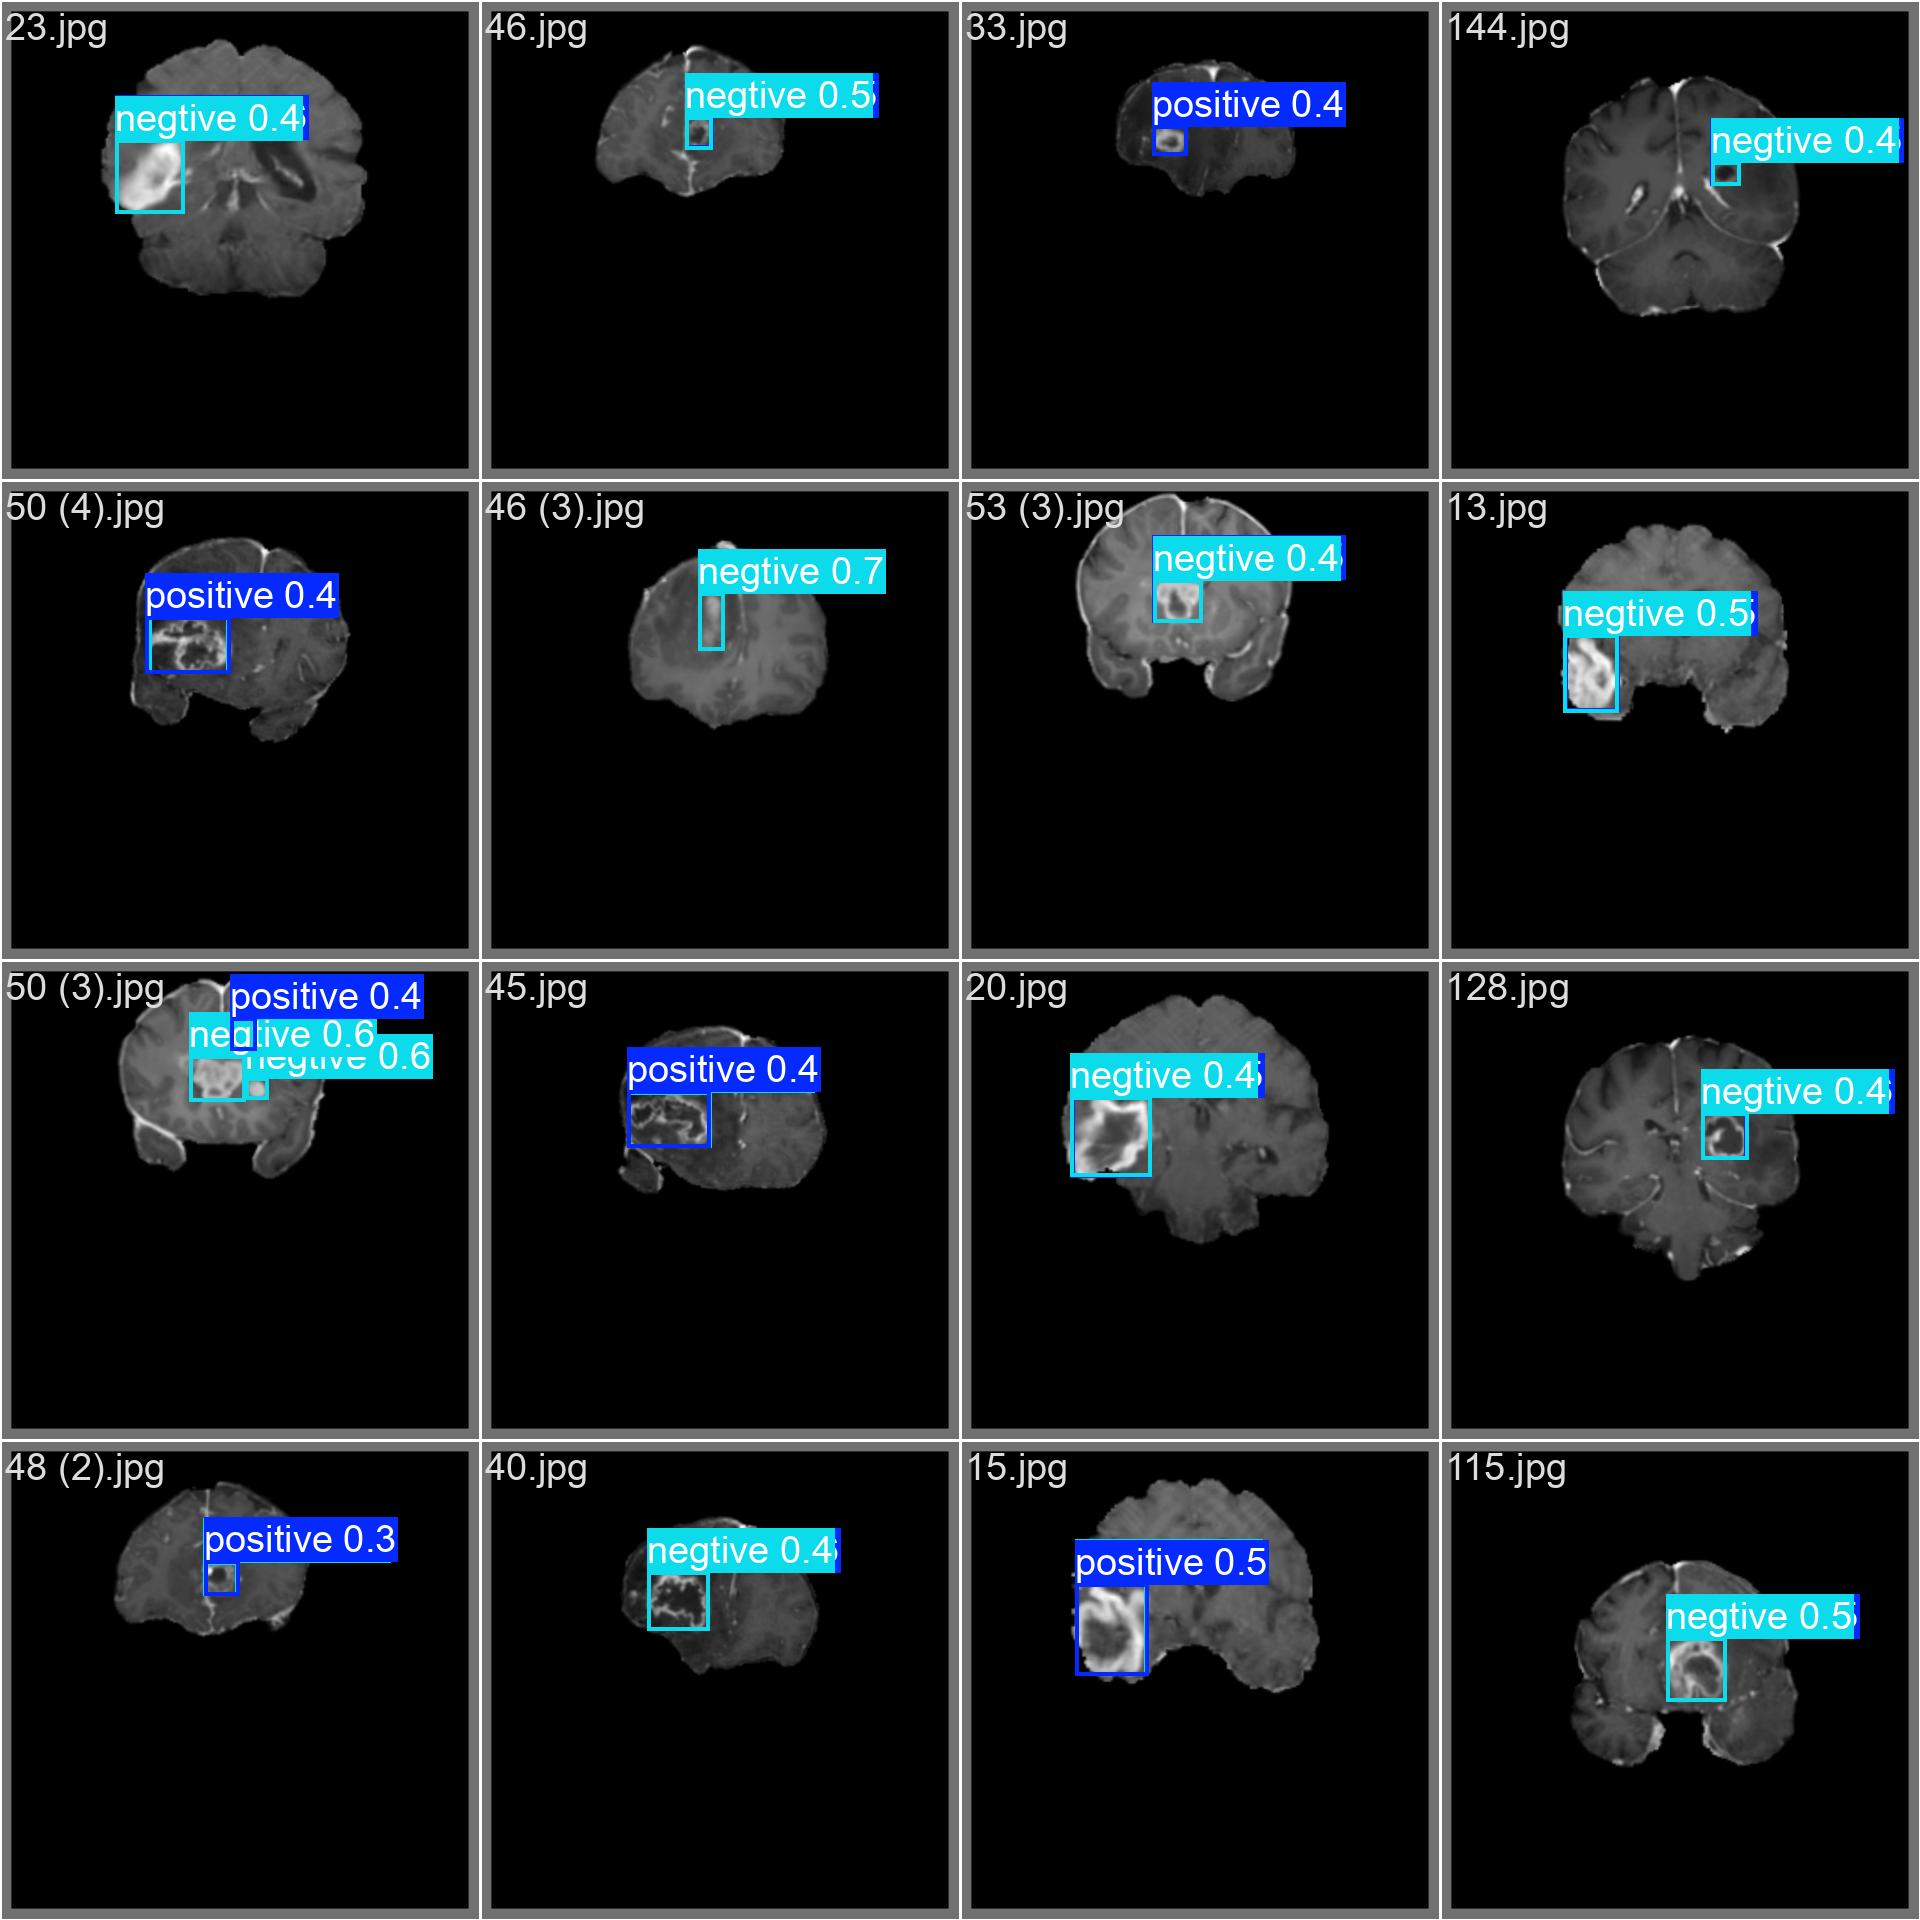 23.jpg
negtive 0.4
46.jpg
negtive 0.5
33.jpg
positive 0.4
144.jpg
negtive 0.4
50 (4).jpg
positive 0.4
46 (3).jpg
negtive 0.7
53 (3).jpg
negtive 0.4
13.jpg
negtive 0.5
50 (3).jpg
positive 0.4
negtive 0.6
negtive 0.6
45.jpg
positive 0.4
20.jpg
negtive 0.4
128.jpg
negtive 0.4
48 (2).jpg
positive 0.3
40.jpg
negtive 0.4
15.jpg
positive 0.5
115.jpg
negtive 0.5